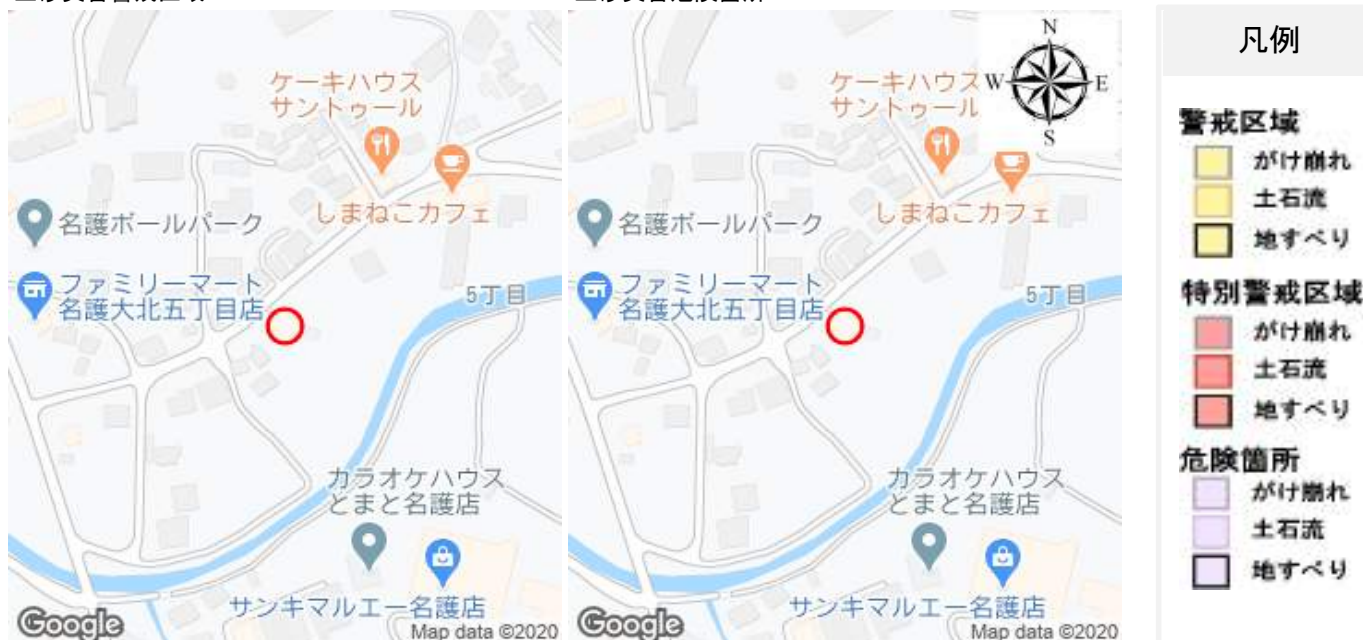 ケーキハウス
サントゥール
しまねこカフェ
名護ボールパーク
ファミリーマート
名護大北五丁目店
5丁目
カラオケハウス
とまと名護店
サンキマルエー名護店
Google
Map data ©2020
N
W
E
S
ケーキハウス
サントゥール
しまねこカフェ
名護ボールパーク
ファミリーマート
名護大北五丁目店
5丁目
カラオケハウス
とまと名護店
サンキマルエー名護店
Google
Map data ©2020
凡例
警戒区域
がけ崩れ
土石流
地すべり
特別警戒区域
がけ崩れ
土石流
地すべり
危険箇所
がけ崩れ
土石流
地すべり